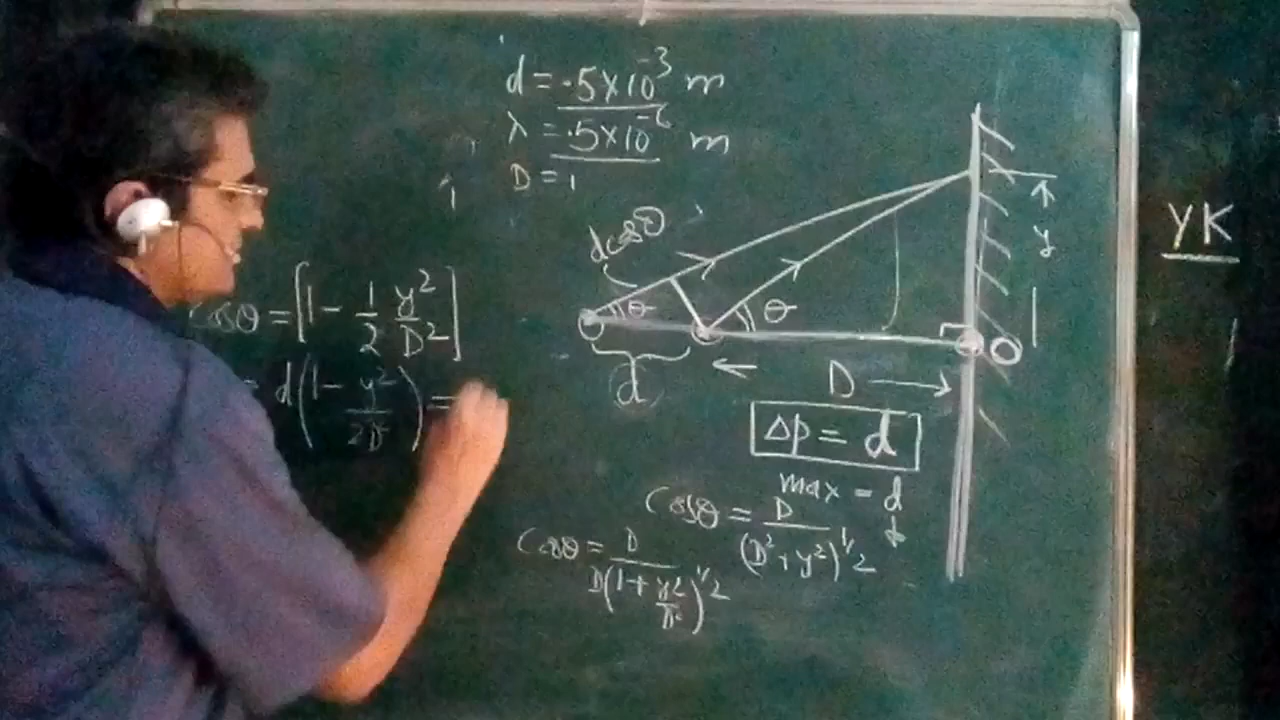 d = .5×10⁻³ m
λ = .5×10⁻⁶ m
D = 1
YK
dcosθ
y
θ
θ
cosθ = [1 - 1/2 y²/D²]
= d(1 - y²/2D²) =
d
D
O
Δp = d
max = d
Cosθ = D/(D² + y²)^1/2
Cosθ = D/D(1 + y²/D²)^1/2